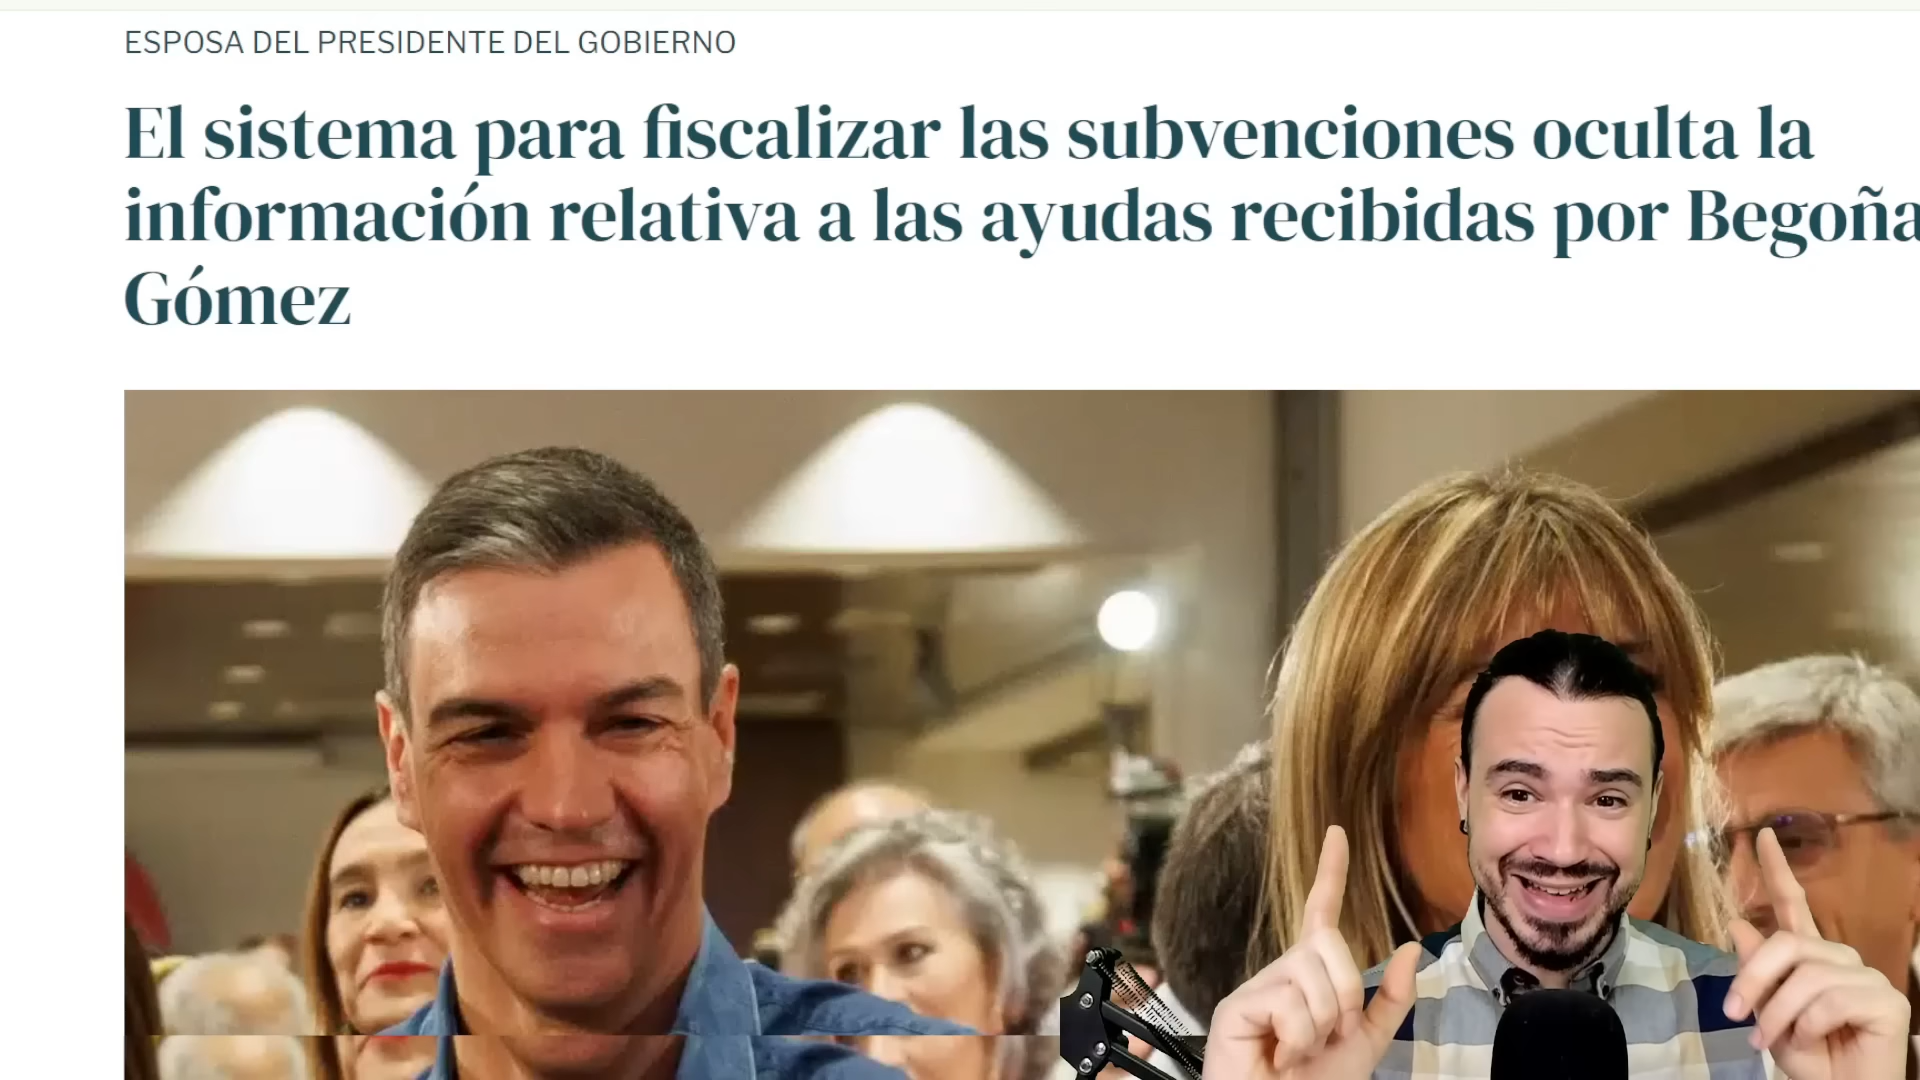 ESPOSA DEL PRESIDENTE DEL GOBIERNO
El sistema para fiscalizar las subvenciones oculta la
información relativa a las ayudas recibidas por Begoña
Gómez